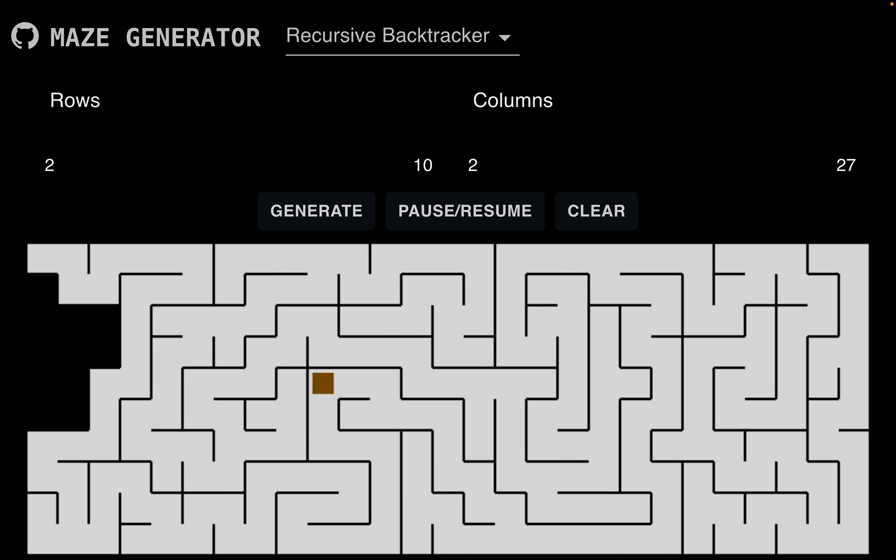 MAZE GENERATOR
Recursive Backtracker
Rows
Columns
2
10
2
27
GENERATE
PAUSE/RESUME
CLEAR